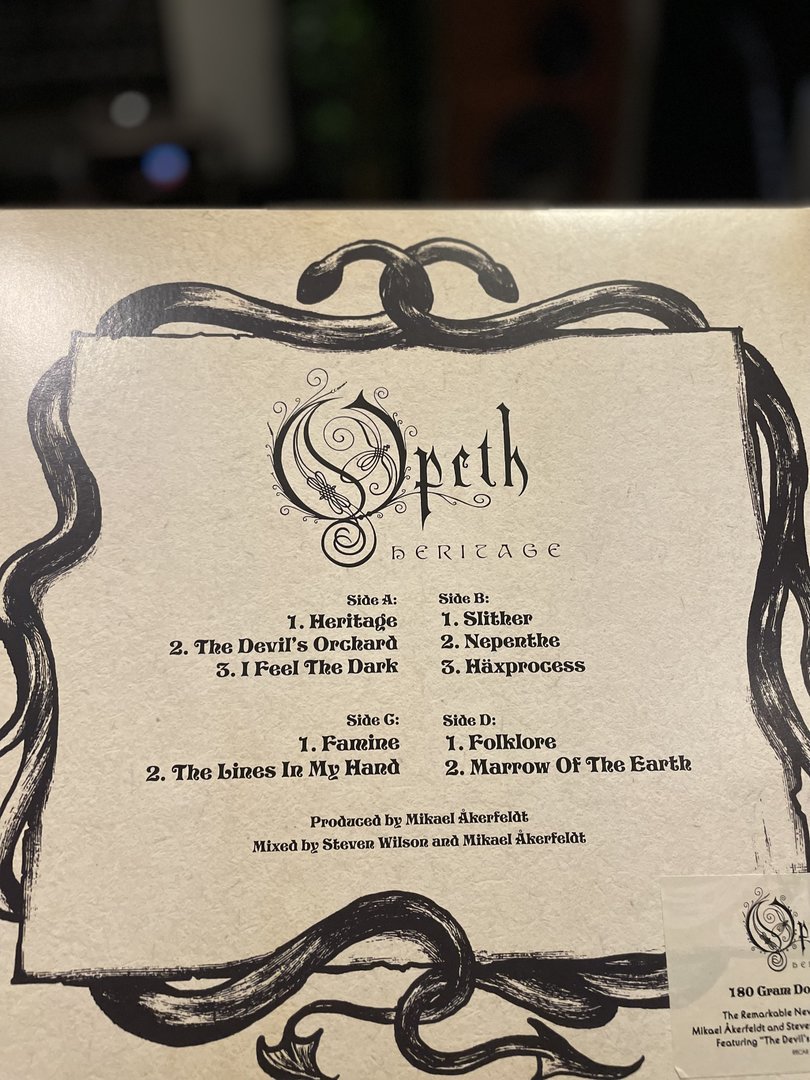 Opeth
HERITAGE
Side A:
1. Heritage
2. The Devil's Orchard
3. I Feel The Dark
Side B:
1. Slither
2. Nepenthe
3. Häxprocess
Side C:
1. Famine
2. The Lines In My Hand
Side D:
1. Folklore
2. Marrow Of The Earth
Produced by Mikael Åkerfeldt
Mixed by Steven Wilson and Mikael Åkerfeldt
180 Gram
The Remarkable
Mikael Åkerfeldt and
Featuring "The Devil's